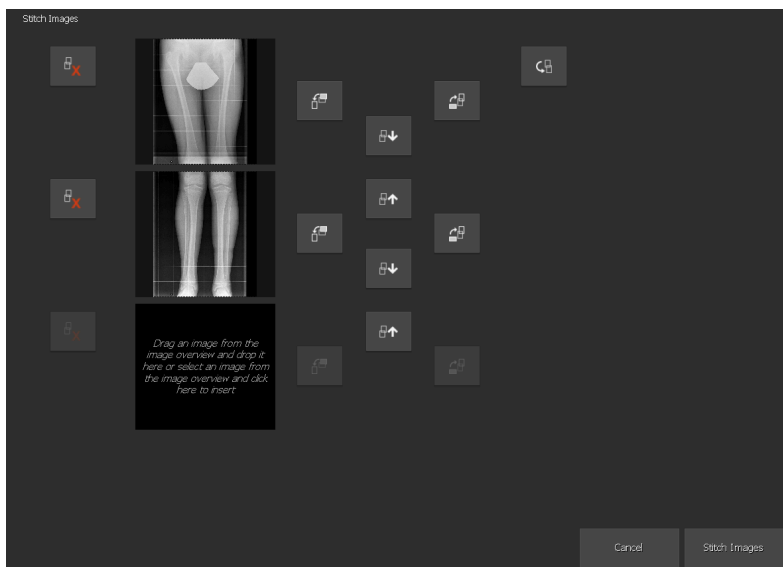 Stitch Images
Drag an image from the
image overview and drop it
here or select an image from
the image overview and click
here to insert
Cancel
Stitch Images